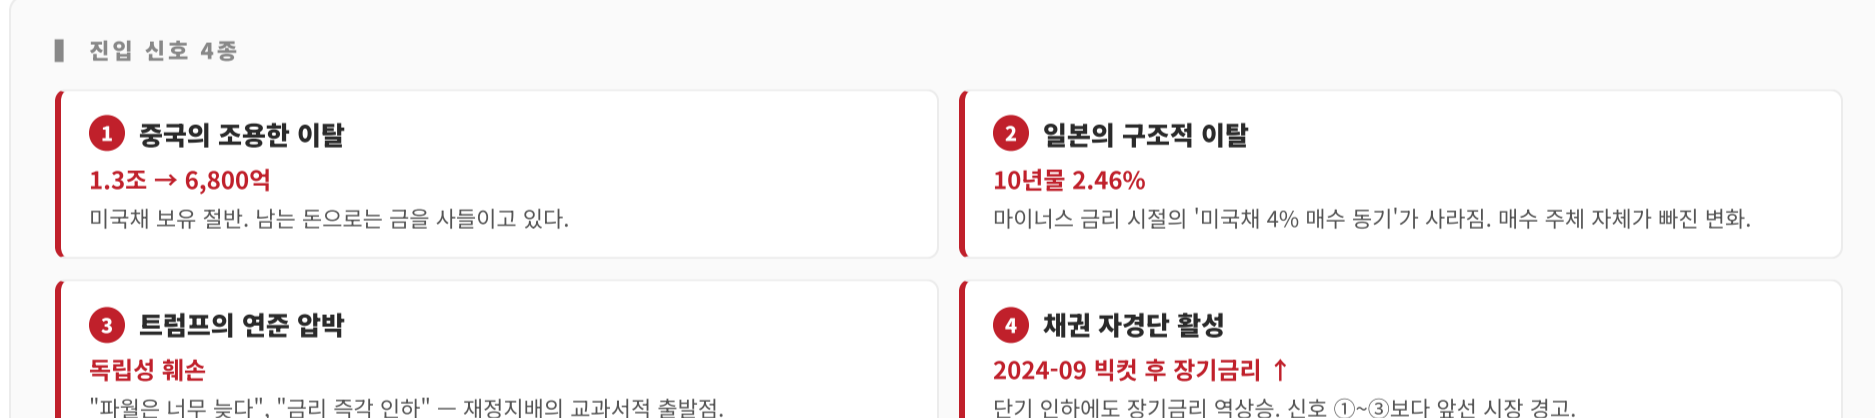 진입 신호 4종
1 중국의 조용한 이탈
1.3조 → 6,800억
미국채 보유 절반. 남는 돈으로는 금을 사들이고 있다.
2 일본의 구조적 이탈
10년물 2.46%
마이너스 금리 시절의 '미국채 4% 매수 동기'가 사라짐. 매수 주체 자체가 빠진 변화.
3 트럼프의 연준 압박
독립성 훼손
"파월은 너무 늦다", "금리 즉각 인하" — 재정지배의 교과서적 출발점.
4 채권 자경단 활성
2024-09 빅컷 후 장기금리 ↑
단기 인하에도 장기금리 역상승. 신호 ①~③보다 앞선 시장 경고.